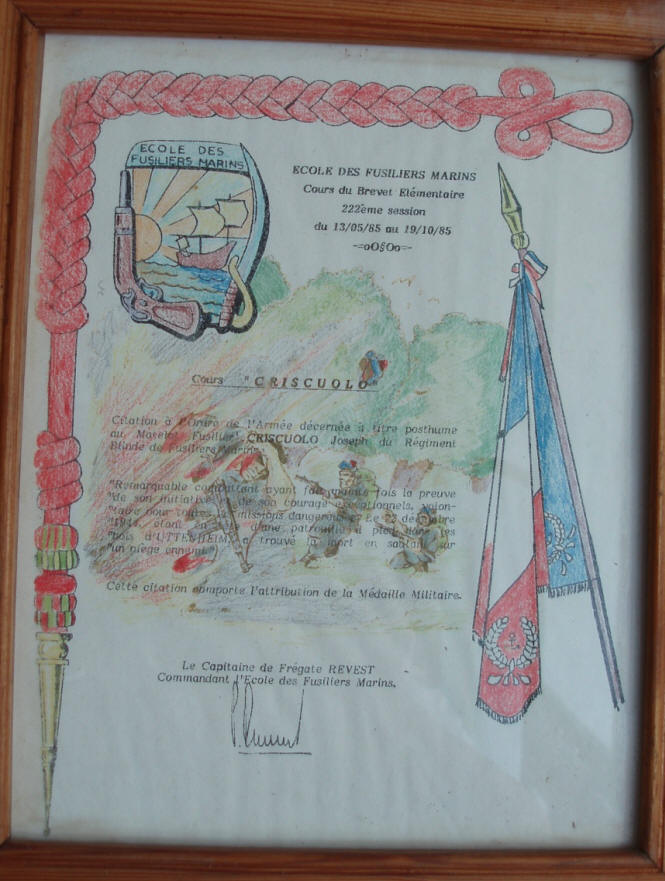 ECOLE DES
FUSILIERS MARINS
ECOLE DES FUSILIERS MARINS
Cours du Brevet Elémentaire
222ème session
du 13/05/85 au 19/10/85
-=oO§Oo=-
Cours "CRISCUOLO"
Citation à l'Ordre de l'Armée décernée à titre posthume
au Matelot Fusilier CRISCUOLO Joseph du Régiment
Blindé de Fusiliers Marins.
"Remarquable combattant ayant fait maintes fois la preuve
"de son initiative et de son courage exceptionnels, volon-
"taire pour toutes les missions dangereuses. Le décembre
"1944, étant en tête d'une patrouille à pied dans les
"bois d'UTTENHEIM, a trouvé la mort en sautant sur
"un piège ennemi".
Cette citation comporte l'attribution de la Médaille Militaire.
Le Capitaine de Frégate REVEST
Commandant l'Ecole des Fusiliers Marins.